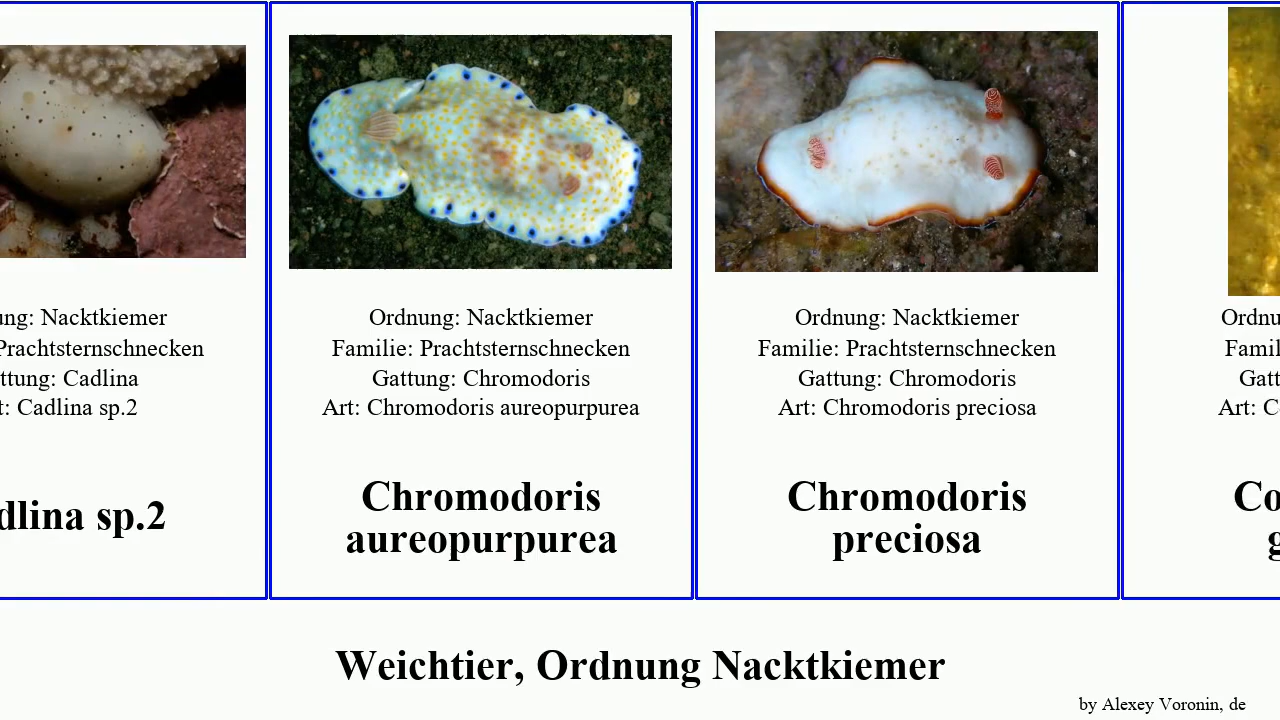 ung: Nacktkiemer
Prachtsternschnecken
ttung: Cadlina
t: Cadlina sp.2
dlina sp.2
Ordnung: Nacktkiemer
Familie: Prachtsternschnecken
Gattung: Chromodoris
Art: Chromodoris aureopurpurea
Chromodoris
aureopurpurea
Ordnung: Nacktkiemer
Familie: Prachtsternschnecken
Gattung: Chromodoris
Art: Chromodoris preciosa
Chromodoris
preciosa
Ordnu
Famil
Gatt
Art: C
Co
g
Weichtier, Ordnung Nacktkiemer
by Alexey Voronin, de